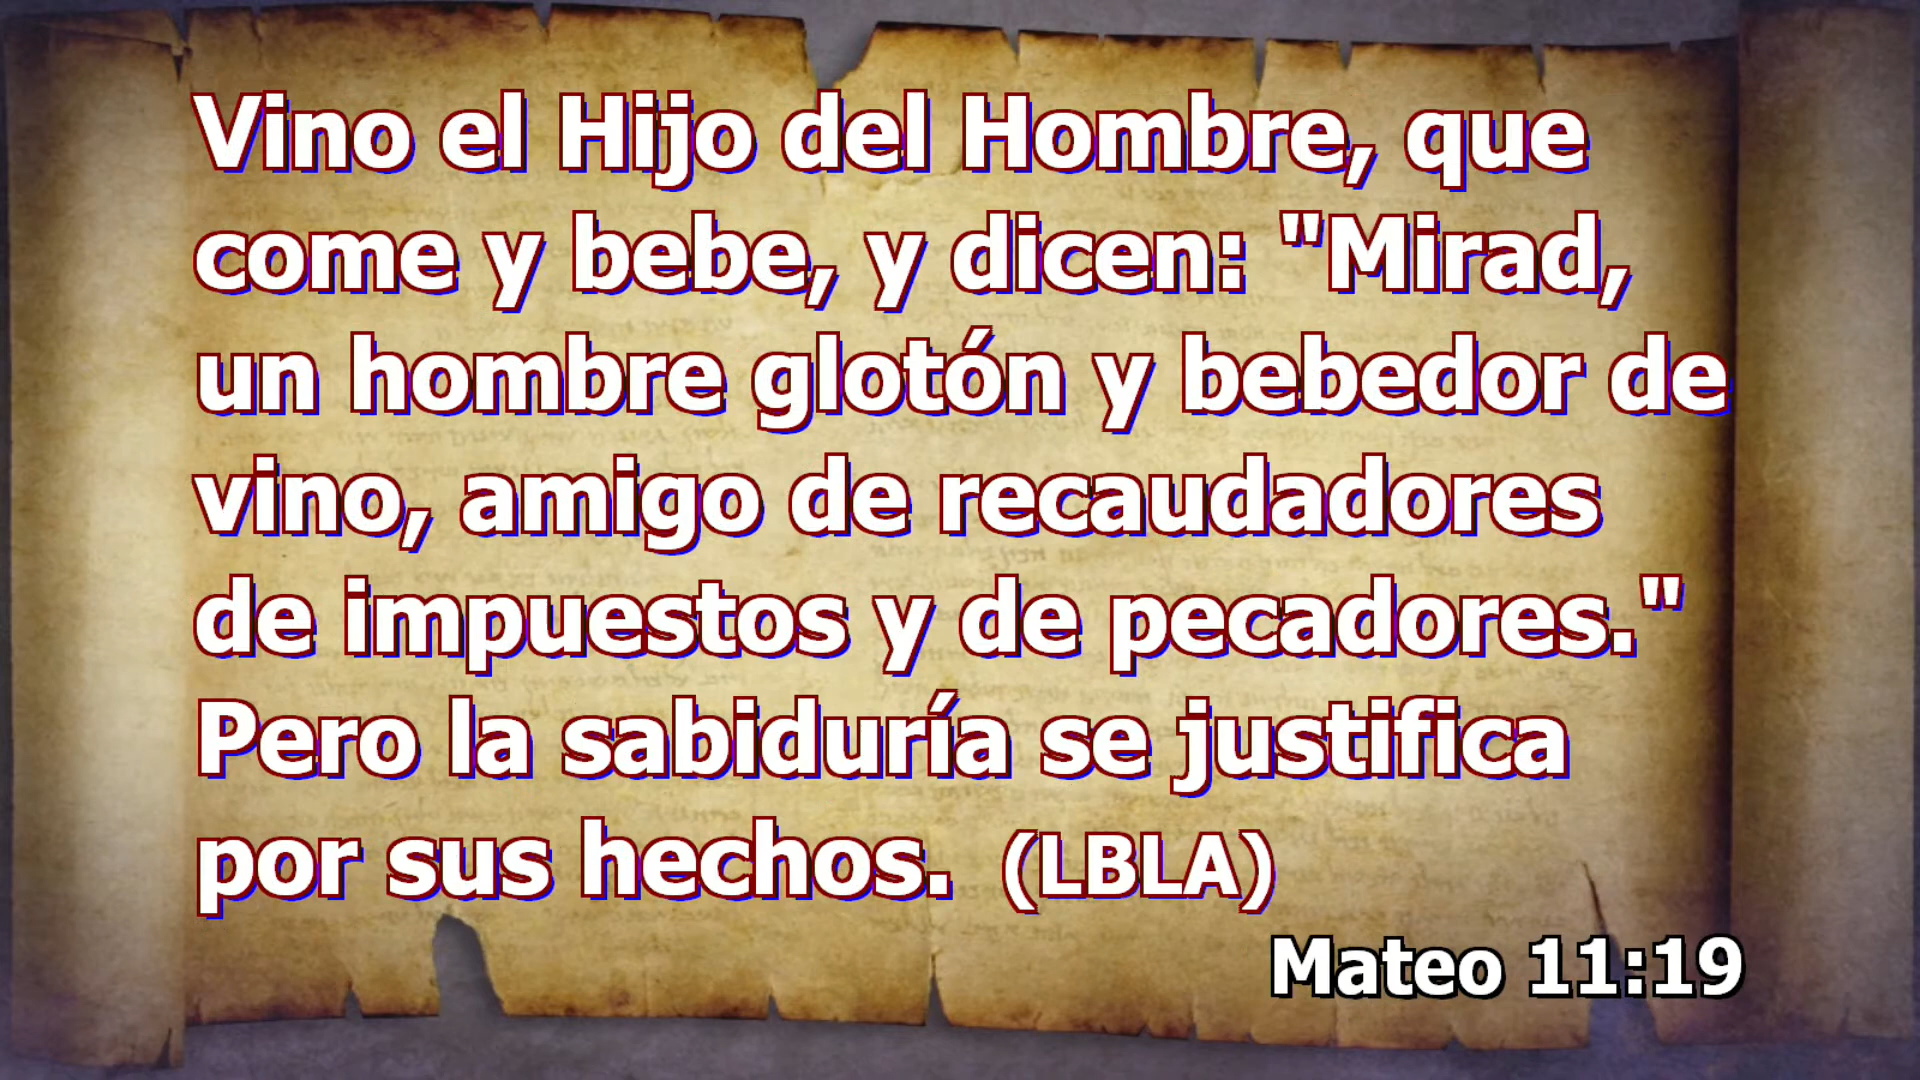 Vino el Hijo del Hombre, que
come y bebe, y dicen: "Mirad,
un hombre glotón y bebedor de
vino, amigo de recaudadores
de impuestos y de pecadores."
Pero la sabiduría se justifica
por sus hechos. (LBLA)
Mateo 11:19